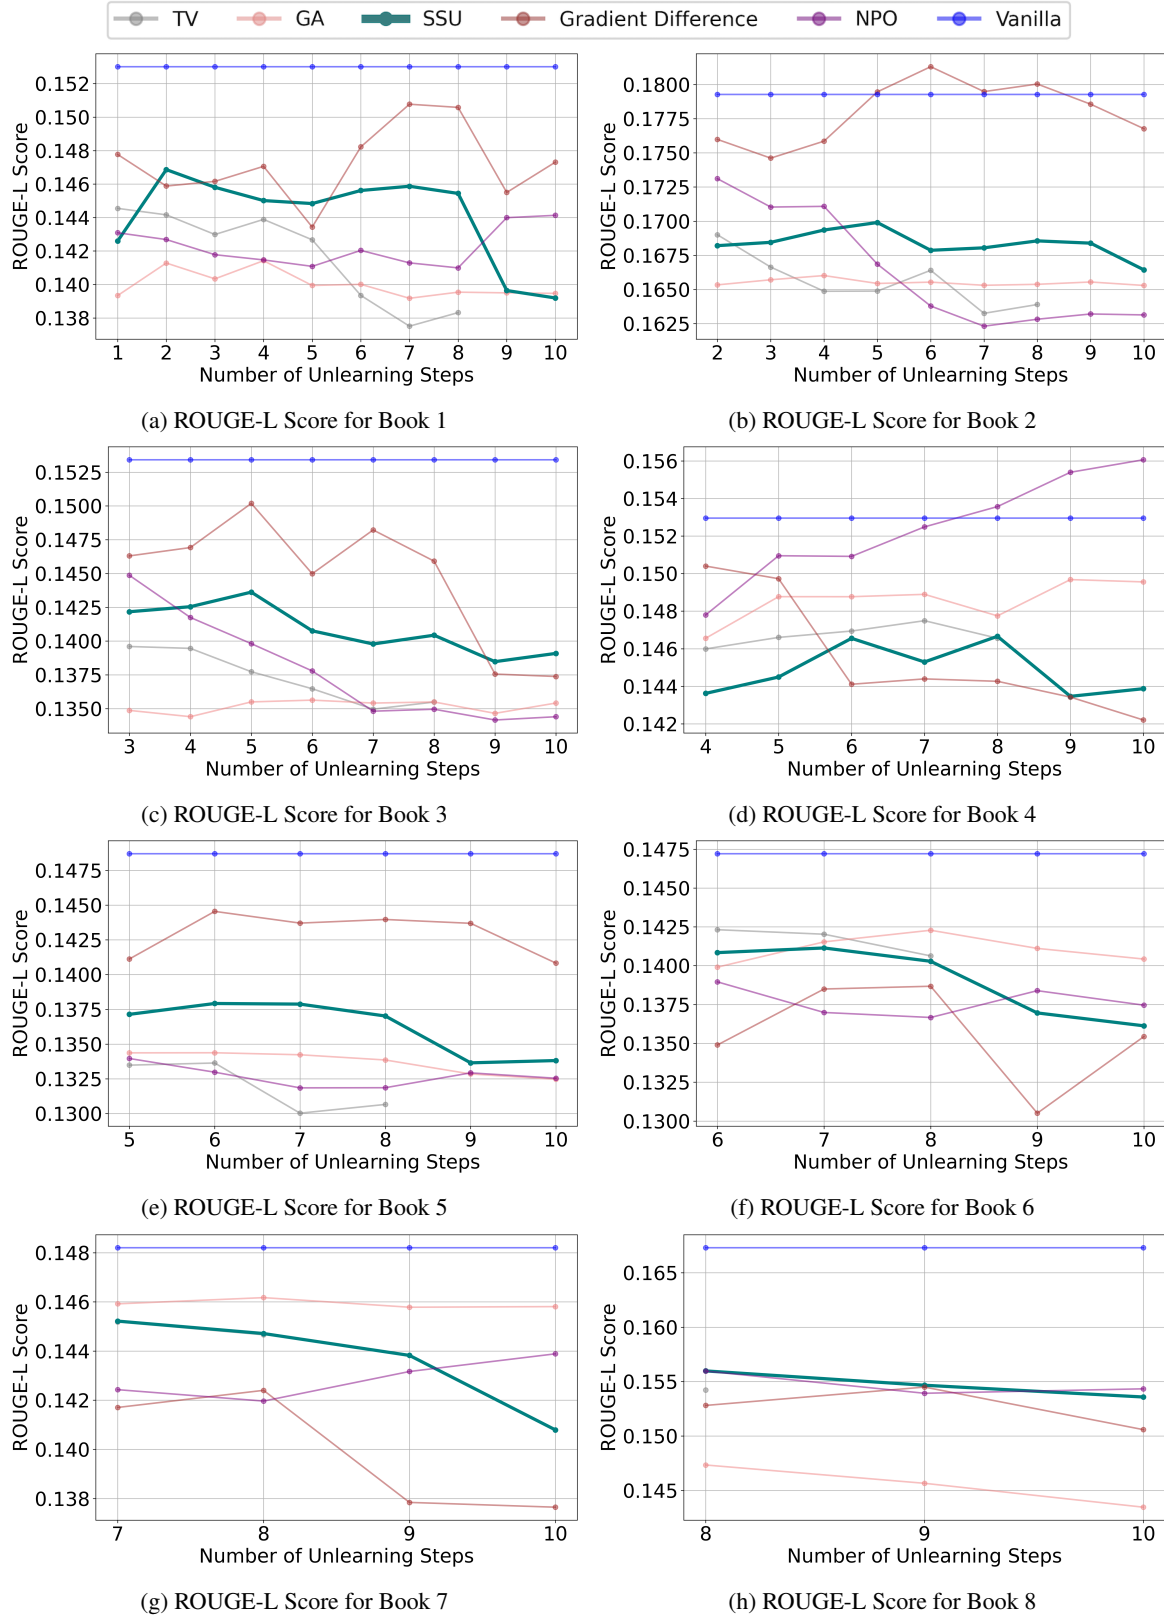 TV GA SSU Gradient Difference NPO Vanilla
0.152
0.150
0.148
0.146
0.144
0.142
0.140
0.138
ROUGE-L Score
1 2 3 4 5 6 7 8 9 10
Number of Unlearning Steps
(a) ROUGE-L Score for Book 1
0.1800
0.1775
0.1750
0.1725
0.1700
0.1675
0.1650
0.1625
ROUGE-L Score
2 3 4 5 6 7 8 9 10
Number of Unlearning Steps
(b) ROUGE-L Score for Book 2
0.1525
0.1500
0.1475
0.1450
0.1425
0.1400
0.1375
0.1350
ROUGE-L Score
3 4 5 6 7 8 9 10
Number of Unlearning Steps
(c) ROUGE-L Score for Book 3
0.156
0.154
0.152
0.150
0.148
0.146
0.144
0.142
ROUGE-L Score
4 5 6 7 8 9 10
Number of Unlearning Steps
(d) ROUGE-L Score for Book 4
0.1475
0.1450
0.1425
0.1400
0.1375
0.1350
0.1325
0.1300
ROUGE-L Score
5 6 7 8 9 10
Number of Unlearning Steps
(e) ROUGE-L Score for Book 5
0.1475
0.1450
0.1425
0.1400
0.1375
0.1350
0.1325
0.1300
ROUGE-L Score
6 7 8 9 10
Number of Unlearning Steps
(f) ROUGE-L Score for Book 6
0.148
0.146
0.144
0.142
0.140
0.138
ROUGE-L Score
7 8 9 10
Number of Unlearning Steps
(g) ROUGE-L Score for Book 7
0.165
0.160
0.155
0.150
0.145
ROUGE-L Score
8 9 10
Number of Unlearning Steps
(h) ROUGE-L Score for Book 8